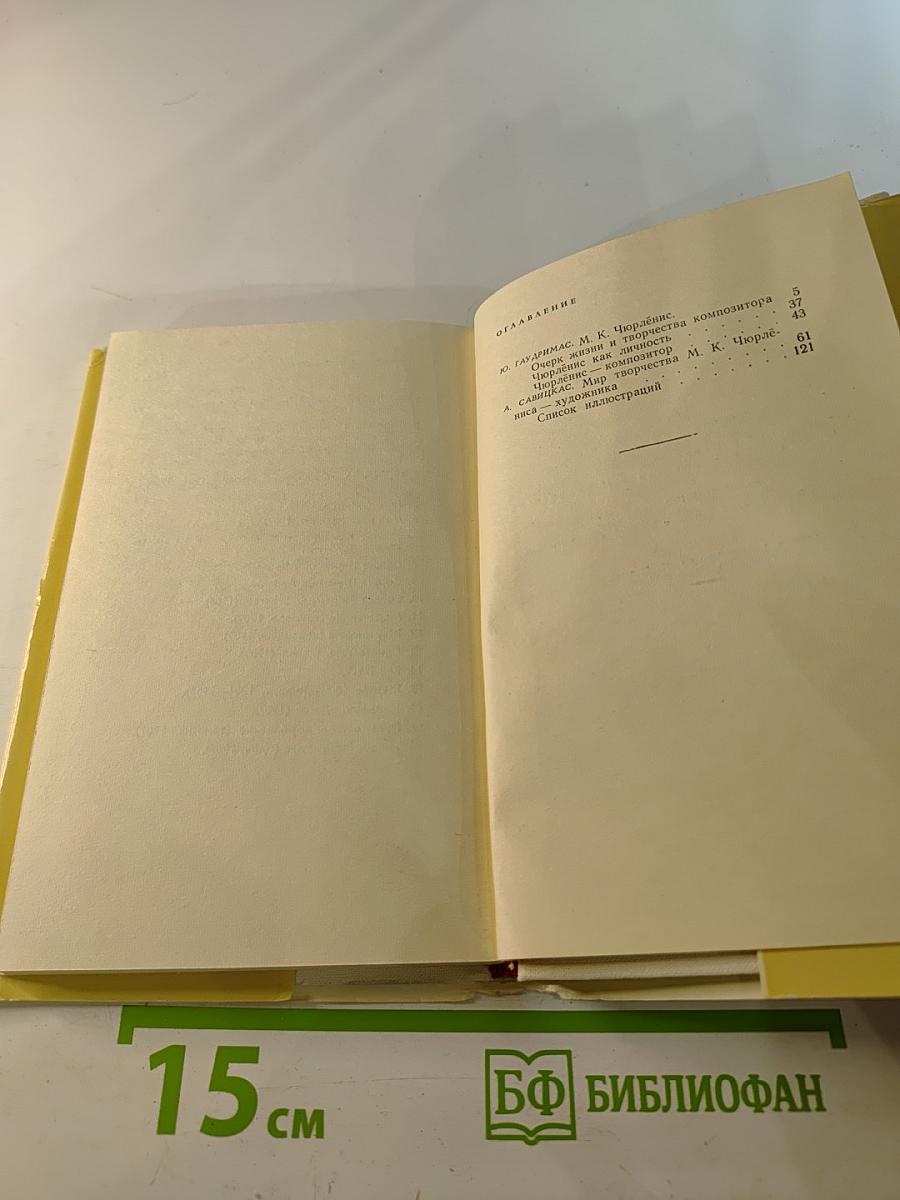 ОГЛАВЛЕНИЕ
Ю. ГАУДРИМАС. М. К. Чюрлёнис.
Очерк жизни и творчества композитора 5
Чюрлёнис как личность . . . . . . 37
Чюрлёнис — композитор . . . . . . 43
А. САВИЦКАС. Мир творчества М. К. Чюрлё-
ниса — художника . . . . . . . . 61
Список иллюстраций . . . . . . . 121
15 см
БФ БИБЛИОФАН